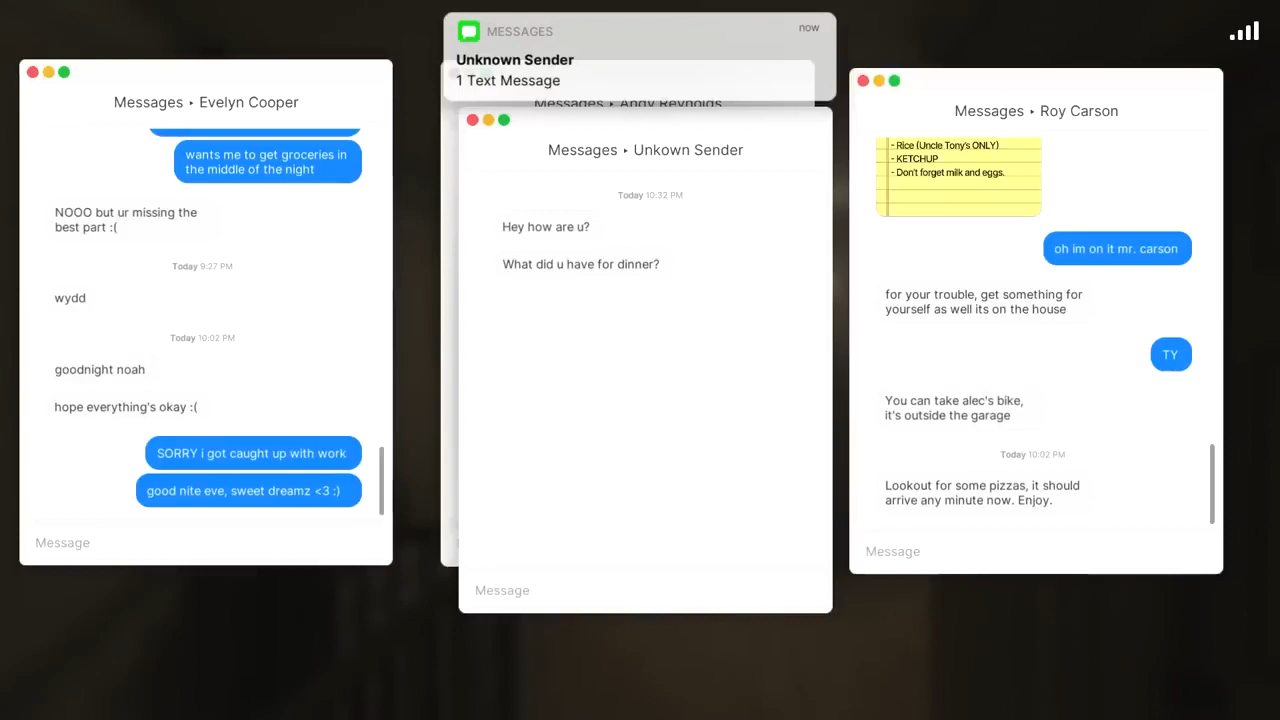 MESSAGES
now
Unknown Sender
1 Text Message
Messages ‣ Evelyn Cooper
wants me to get groceries in
the middle of the night
NOOO but ur missing the
best part :(
Today 9:27 PM
wydd
Today 10:02 PM
goodnight noah
hope everything's okay :(
SORRY i got caught up with work
good nite eve, sweet dreamz <3 :)
Message
Messages ‣ Andy Reynolds
Messages ‣ Unkown Sender
Today 10:32 PM
Hey how are u?
What did u have for dinner?
Message
Messages ‣ Roy Carson
- Rice (Uncle Tony's ONLY)
- KETCHUP
- Don't forget milk and eggs.
oh im on it mr. carson
for your trouble, get something for
yourself as well its on the house
TY
You can take alec's bike,
it's outside the garage
Today 10:02 PM
Lookout for some pizzas, it should
arrive any minute now. Enjoy.
Message